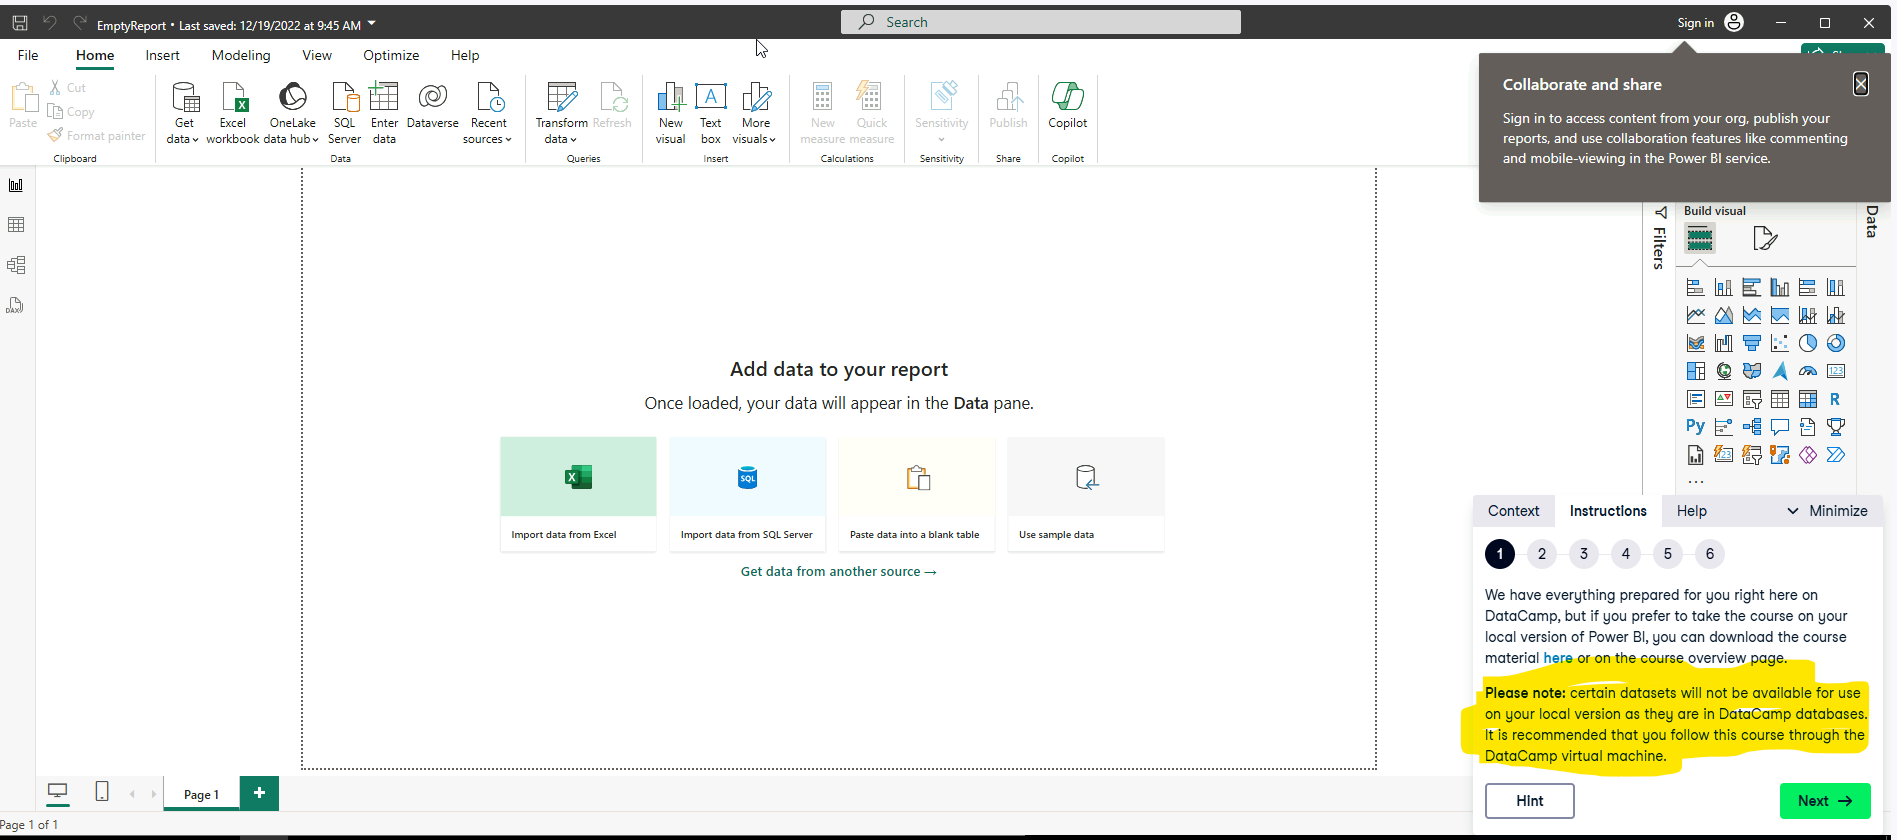 EmptyReport • Last saved: 12/19/2022 at 9:45 AM
Search
Sign in
File Home Insert Modeling View Optimize Help
Paste
Cut
Copy
Format painter
Clipboard
Get data
Excel workbook
OneLake data hub
SQL Server
Enter data
Dataverse
Recent sources
Data
Transform data
Refresh
Queries
New visual
Text box
More visuals
Insert
New measure
Quick measure
Calculations
Sensitivity
Sensitivity
Publish
Share
Copilot
Copilot
Collaborate and share
Sign in to access content from your org, publish your
reports, and use collaboration features like commenting
and mobile-viewing in the Power BI service.
Filters
Build visual
Data
123
R
Py
123
DAX
Add data to your report
Once loaded, your data will appear in the Data pane.
SQL
Import data from Excel
Import data from SQL Server
Paste data into a blank table
Use sample data
Get data from another source →
Context Instructions Help Minimize
1 2 3 4 5 6
We have everything prepared for you right here on
DataCamp, but if you prefer to take the course on your
local version of Power BI, you can download the course
material here or on the course overview page.
Please note: certain datasets will not be available for use
on your local version as they are in DataCamp databases.
It is recommended that you follow this course through the
DataCamp virtual machine.
Hint
Next →
Page 1
Page 1 of 1